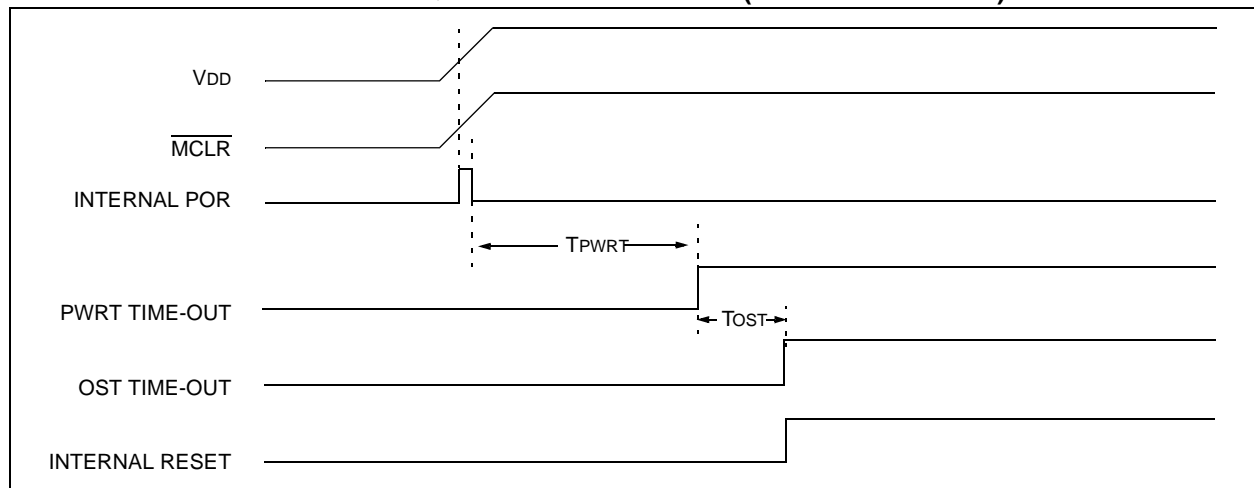 VDD
MCLR
INTERNAL POR
TPWRT
PWRT TIME-OUT
TOST
OST TIME-OUT
INTERNAL RESET